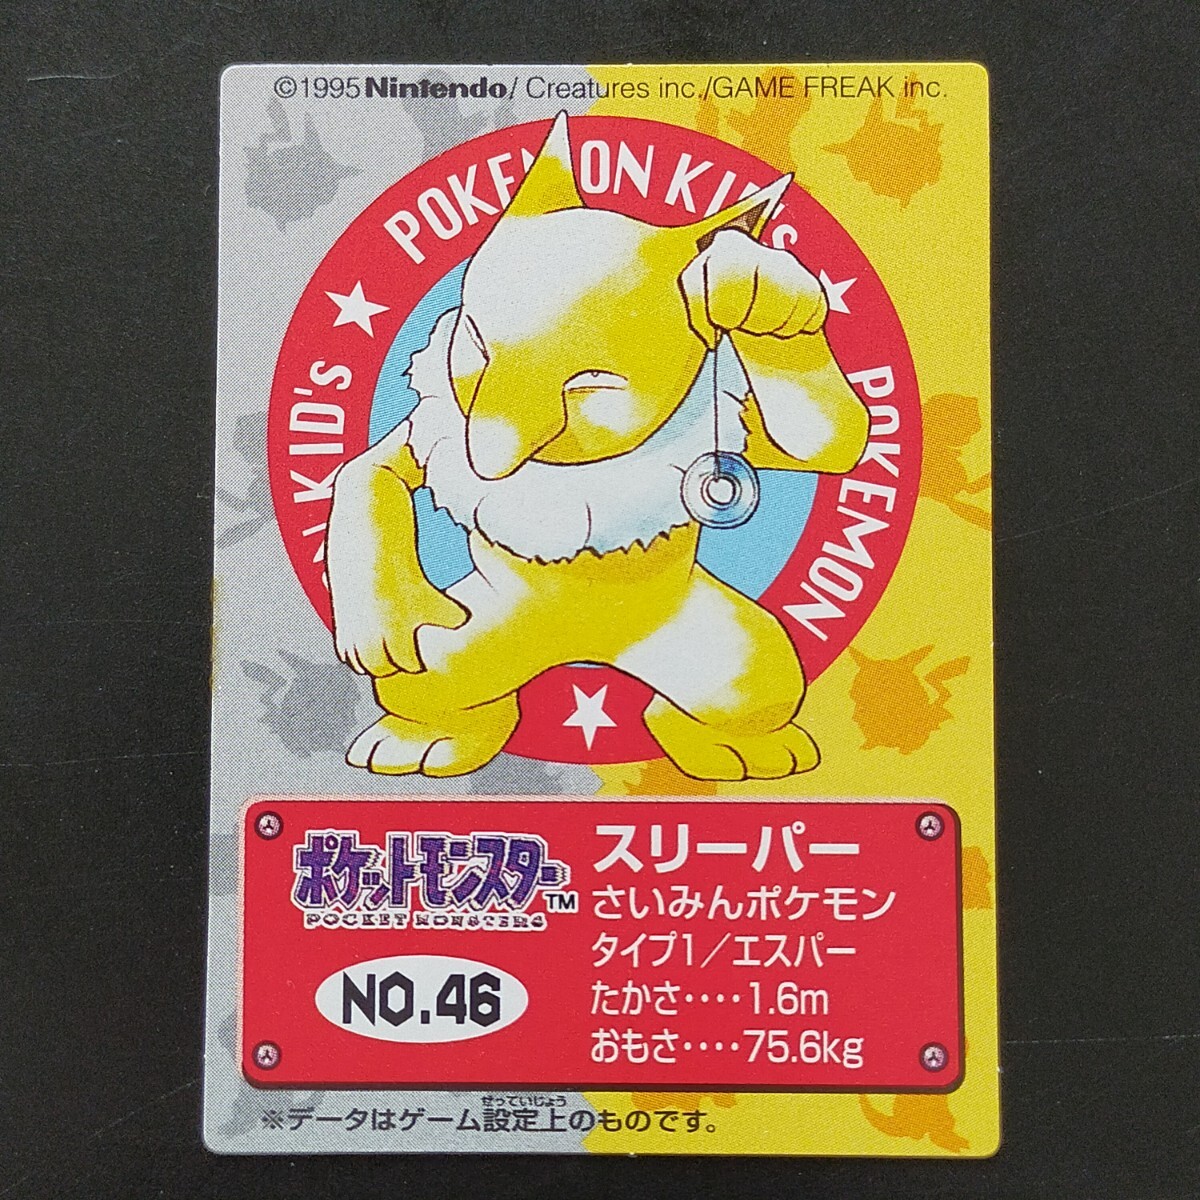 ©1995 Nintendo/Creatures inc./GAME FREAK inc.
POKEMON KID's
POKEMON
ON KID's
ポケットモンスター™
POCKET MONSTERS
NO.46
スリーパー
さいみんポケモン
タイプ1/エスパー
たかさ‥‥1.6m
おもさ‥‥75.6kg
せっていじょう
※データはゲーム設定上のものです。